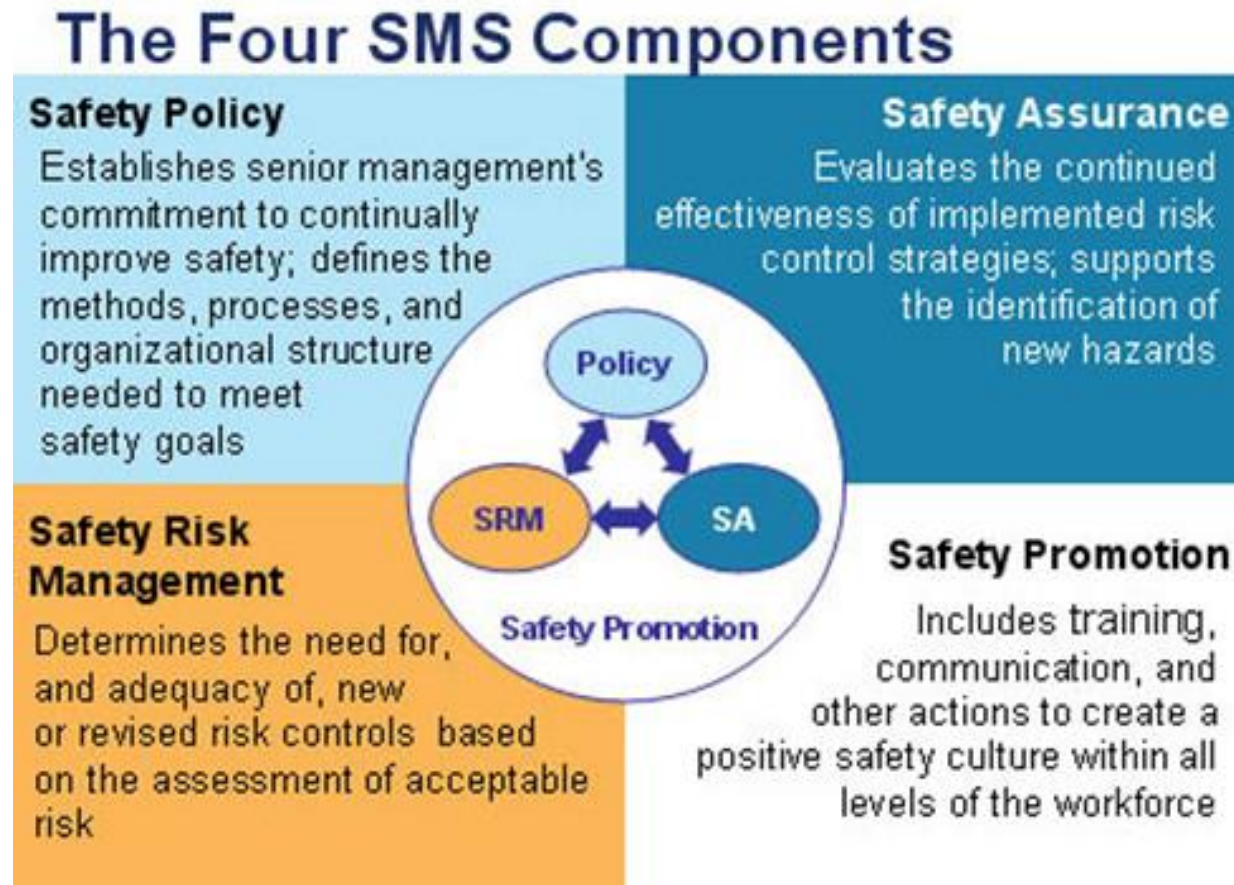 The Four SMS Components
Safety Policy
Establishes senior management's
commitment to continually
improve safety; defines the
methods, processes, and
organizational structure
needed to meet
safety goals
Safety Assurance
Evaluates the continued
effectiveness of implemented risk
control strategies; supports
the identification of
new hazards
Policy
SRM
SA
Safety Promotion
Safety Risk
Management
Determines the need for,
and adequacy of, new
or revised risk controls based
on the assessment of acceptable
risk
Safety Promotion
Includes training,
communication, and
other actions to create a
positive safety culture within all
levels of the workforce